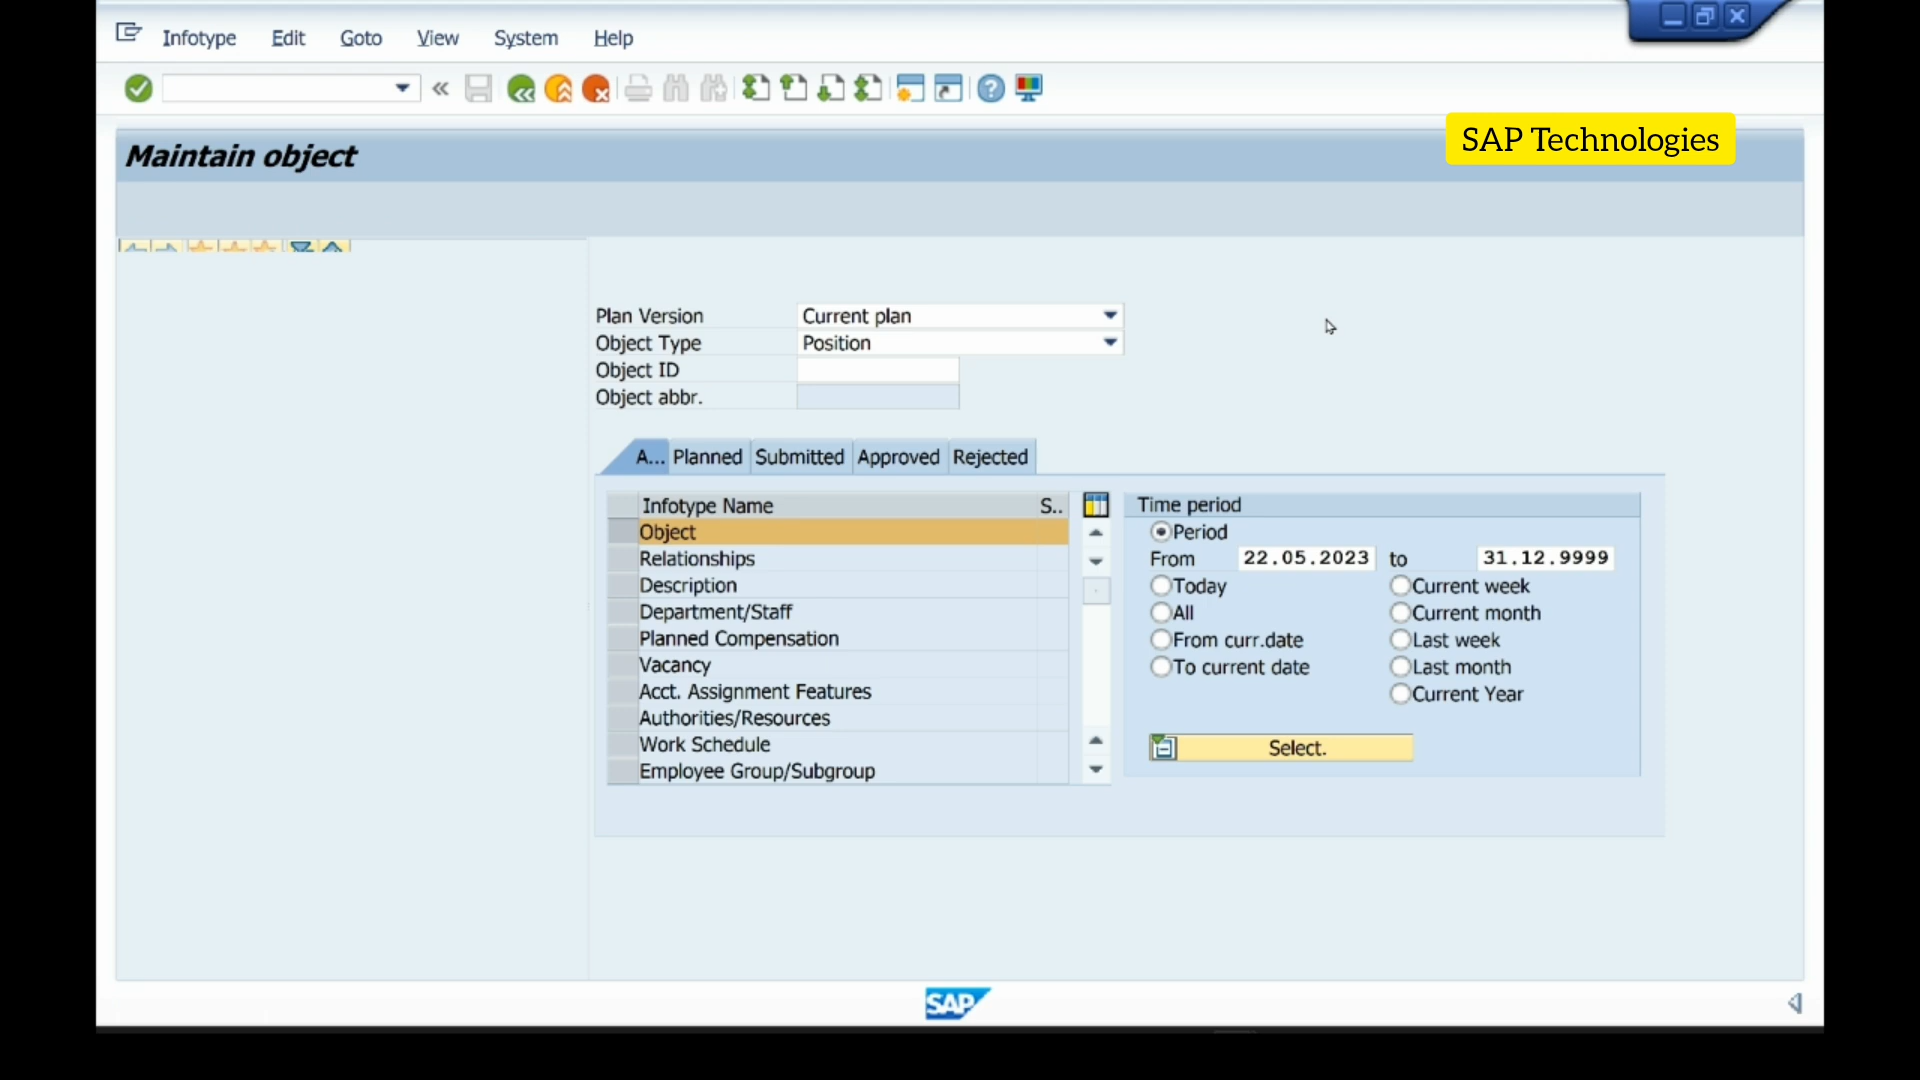 Infotype Edit Goto View System Help
SAP Technologies
Maintain object
Plan Version Current plan
Object Type Position
Object ID
Object abbr.
A... Planned Submitted Approved Rejected
Infotype Name S..
Object
Relationships
Description
Department/Staff
Planned Compensation
Vacancy
Acct. Assignment Features
Authorities/Resources
Work Schedule
Employee Group/Subgroup
Time period
Period
From 22.05.2023 to 31.12.9999
Today Current week
All Current month
From curr.date Last week
To current date Last month
Current Year
Select.
SAP